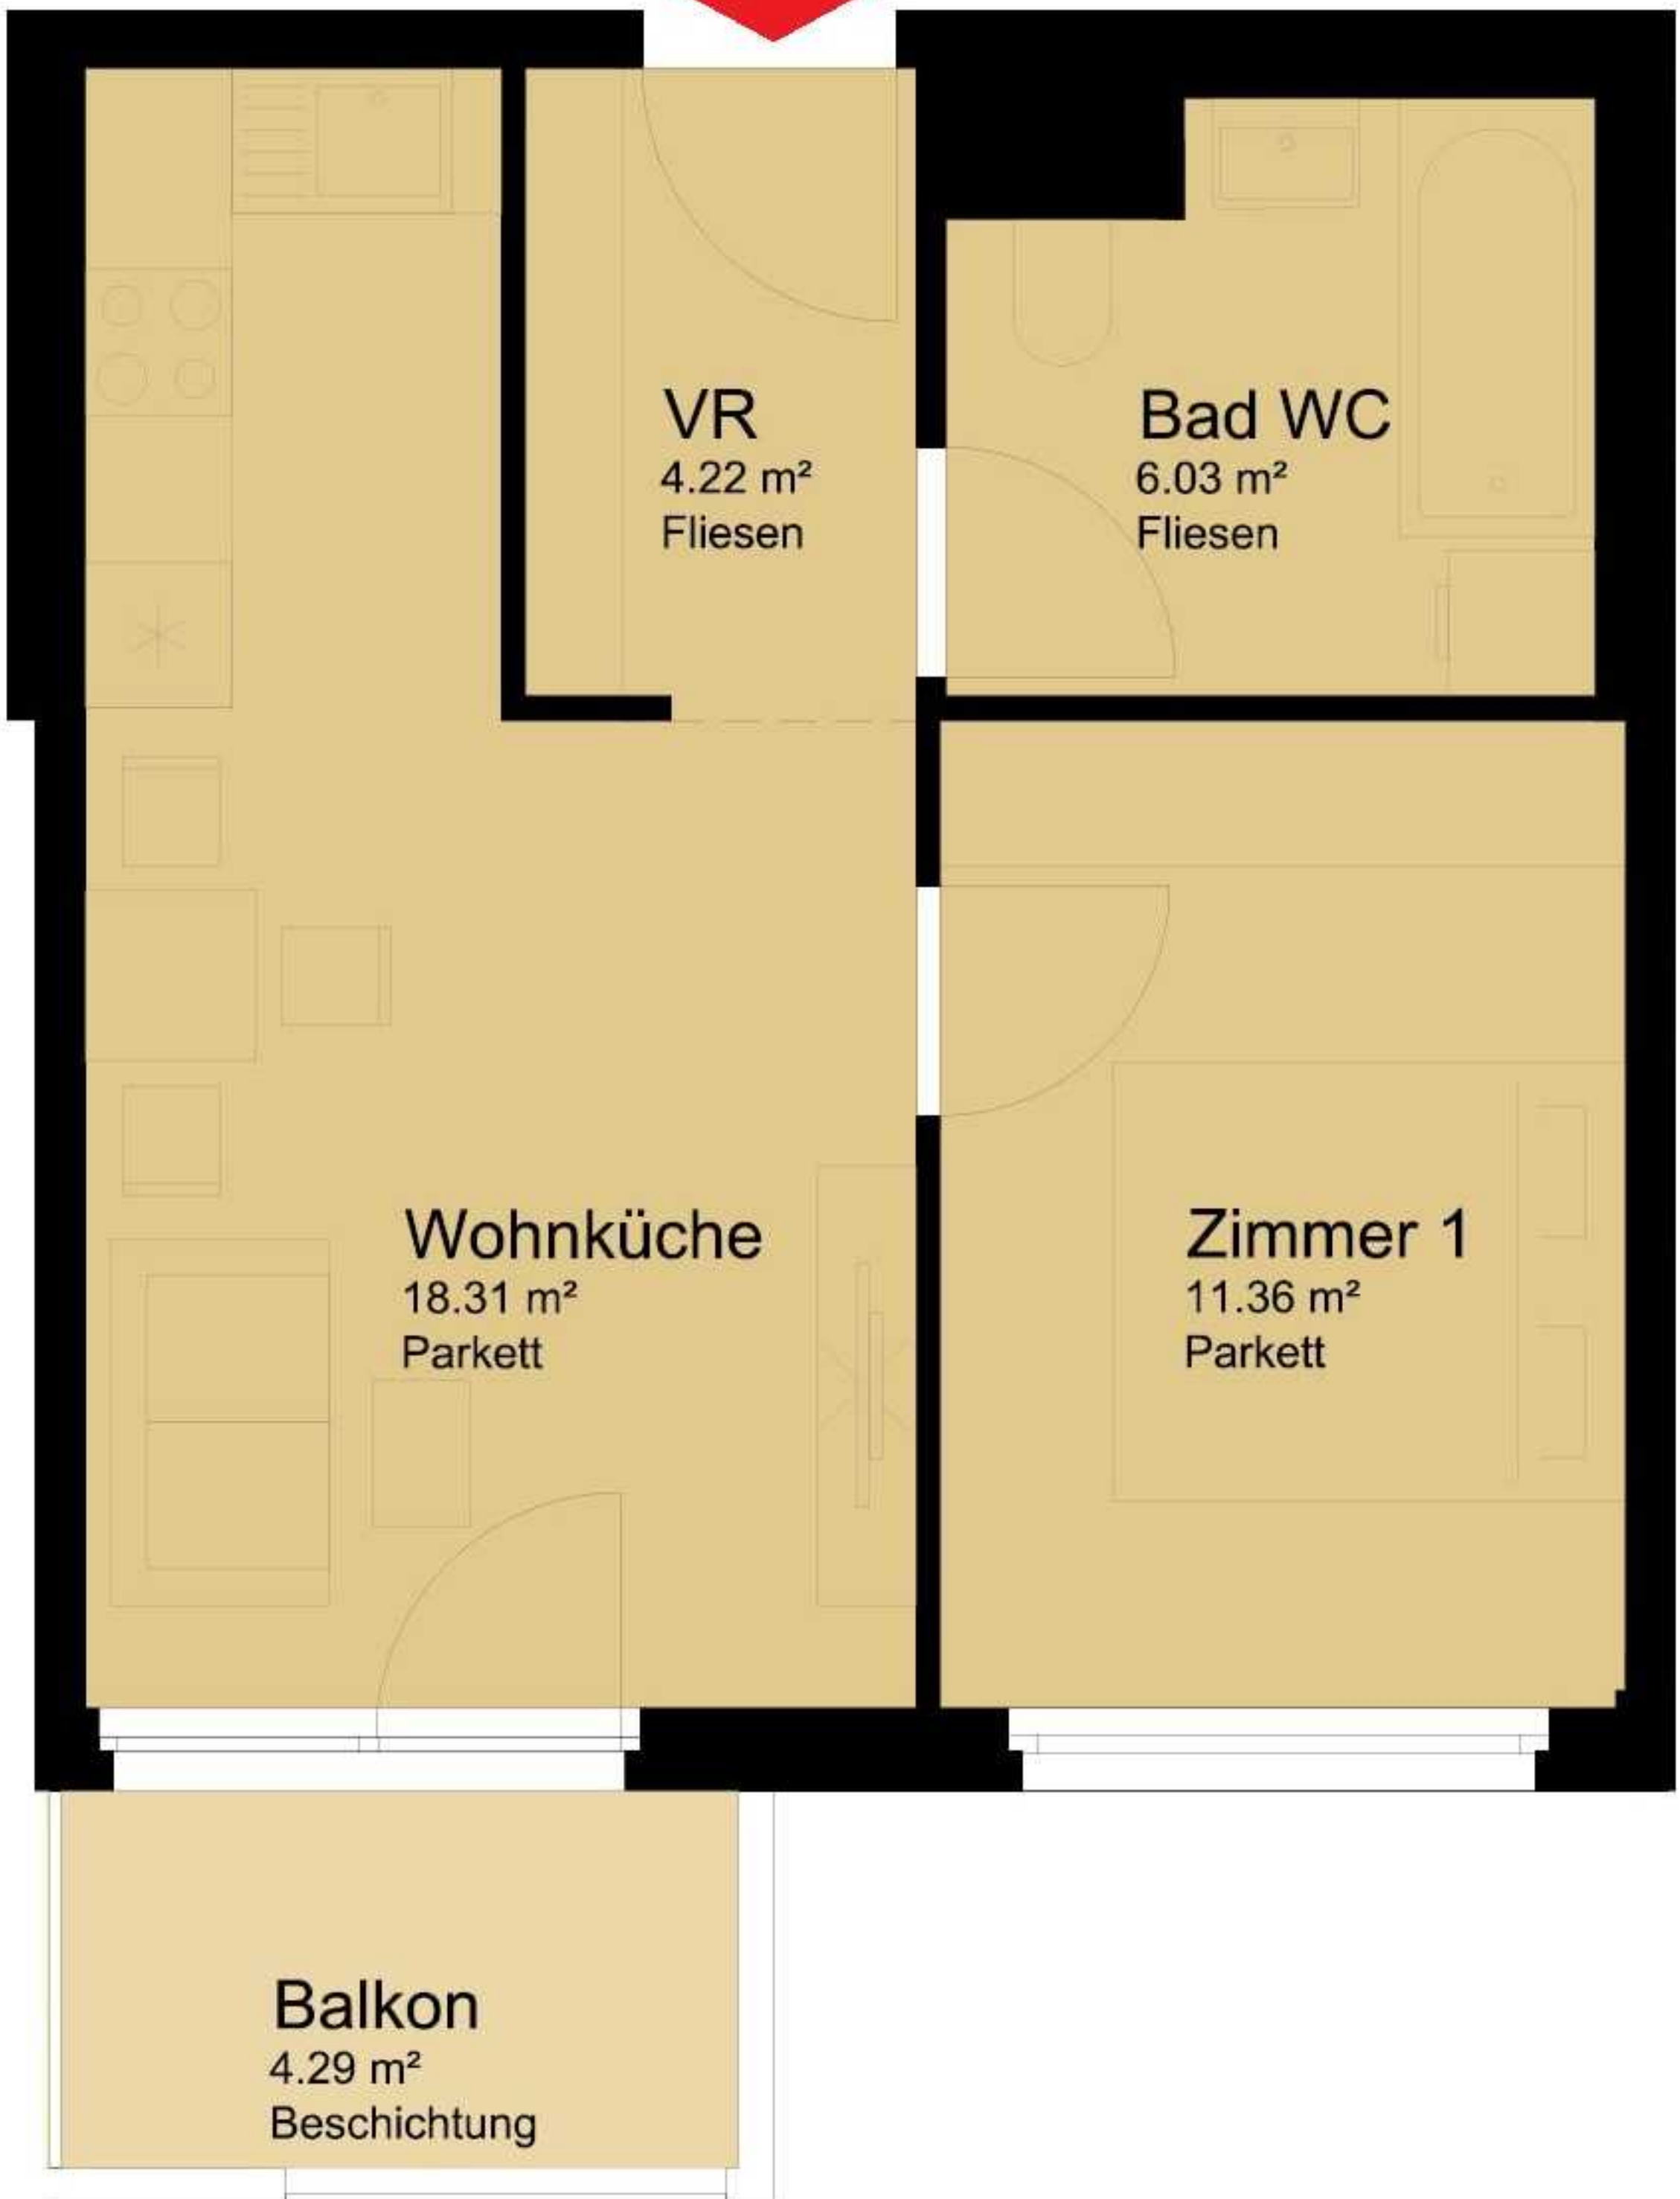 VR
4.22 m²
Fliesen
Bad WC
6.03 m²
Fliesen
Wohnküche
18.31 m²
Parkett
Zimmer 1
11.36 m²
Parkett
Balkon
4.29 m²
Beschichtung